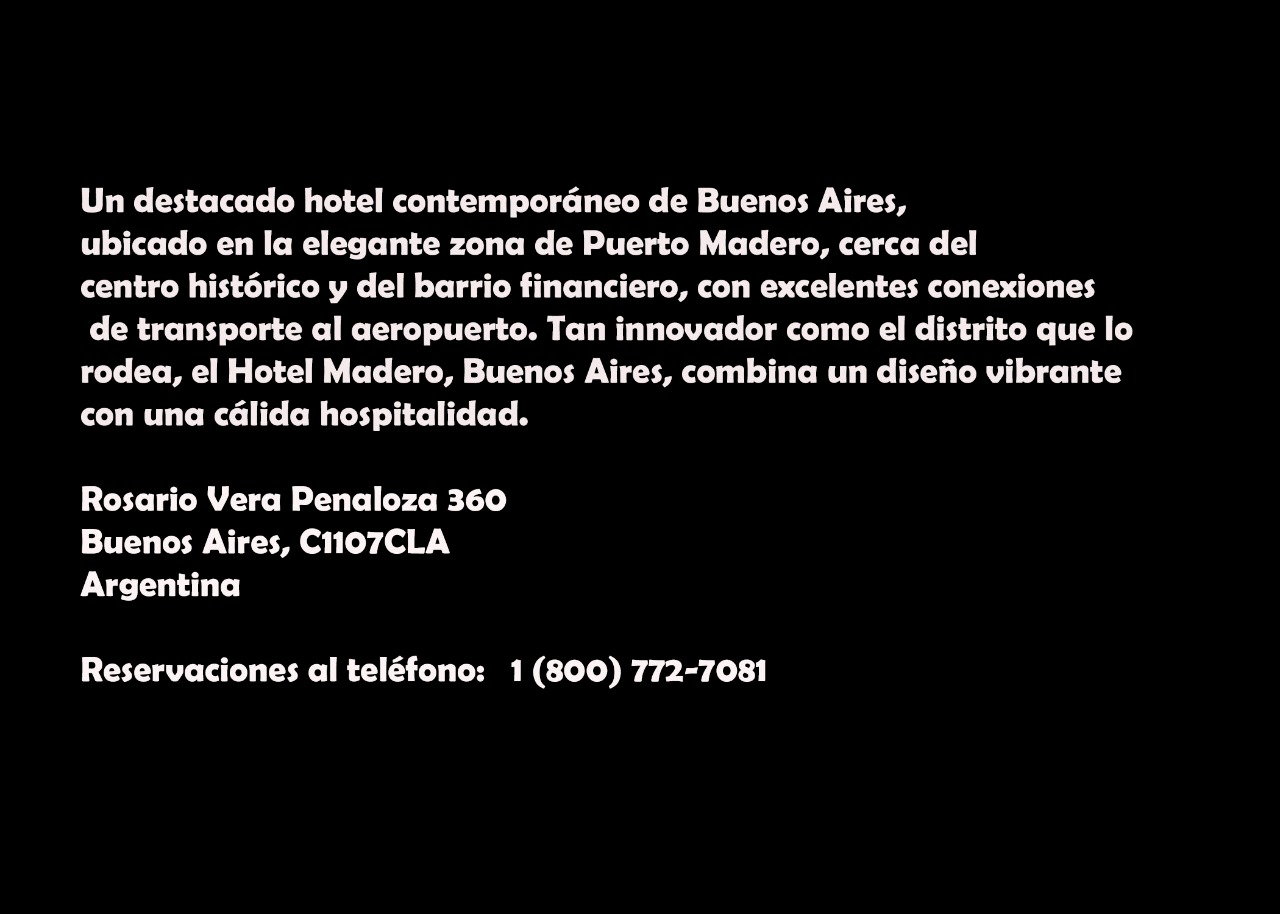 Un destacado hotel contemporáneo de Buenos Aires,
ubicado en la elegante zona de Puerto Madero, cerca del
centro histórico y del barrio financiero, con excelentes conexiones
de transporte al aeropuerto. Tan innovador como el distrito que lo
rodea, el Hotel Madero, Buenos Aires, combina un diseño vibrante
con una cálida hospitalidad.
Rosario Vera Penaloza 360
Buenos Aires, C1107CLA
Argentina
Reservaciones al teléfono: 1 (800) 772-7081